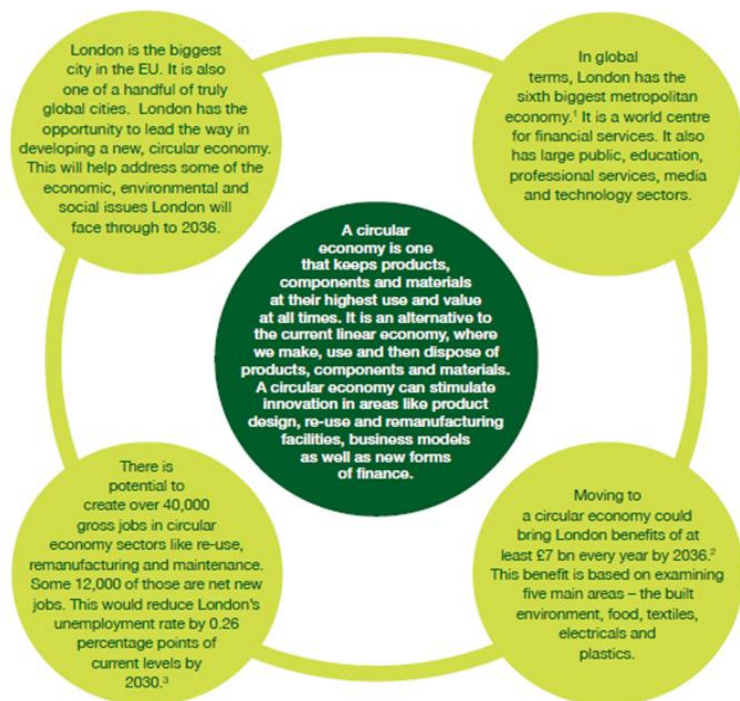 London is the biggest
city in the EU. It is also
one of a handful of truly
global cities.  London has the
opportunity to lead the way in
developing a new, circular economy.
This will help address some of the
economic, environmental and
social issues London will
face through to 2036.
In global
terms, London has the
sixth biggest metropolitan
economy.¹ It is a world centre
for financial services. It also
has large public, education,
professional services, media
and technology sectors.
A circular
economy is one
that keeps products,
components and materials
at their highest use and value
at all times. It is an alternative to
the current linear economy, where
we make, use and then dispose of
products, components and materials.
A circular economy can stimulate
innovation in areas like product
design, re-use and remanufacturing
facilities, business models
as well as new forms
of finance.
There is
potential to
create over 40,000
gross jobs in circular
economy sectors like re-use,
remanufacturing and maintenance.
Some 12,000 of those are net new
jobs. This would reduce London's
unemployment rate by 0.26
percentage points of
current levels by
2030.³
Moving to
a circular economy could
bring London benefits of at
least £7 bn every year by 2036.²
This benefit is based on examining
five main areas – the built
environment, food, textiles,
electricals and
plastics.